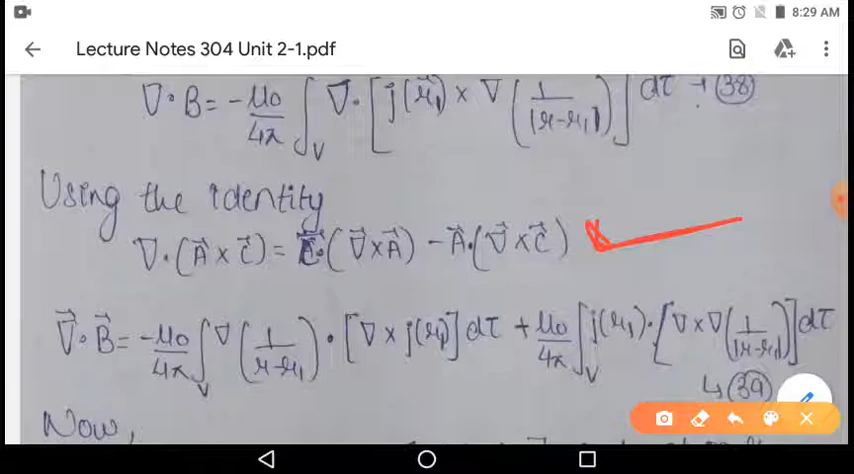 8:29 AM
Lecture Notes 304 Unit 2-1.pdf
∇·B = -μ₀/4π ∫_V ∇·[j(r⃗₁) × ∇(1/|r-r₁|)] dτ → (38)
Using the identity
∇·(A⃗ × C⃗) = C⃗·(∇⃗×A⃗) - A⃗·(∇⃗×C⃗)
∇⃗·B⃗ = -μ₀/4π ∫_V ∇(1/r-r₁)·[∇×j(r₁)] dτ + μ₀/4π ∫_V j(r₁)·[∇×∇(1/|r-r₁|)] dτ
↳ (39)
Now,